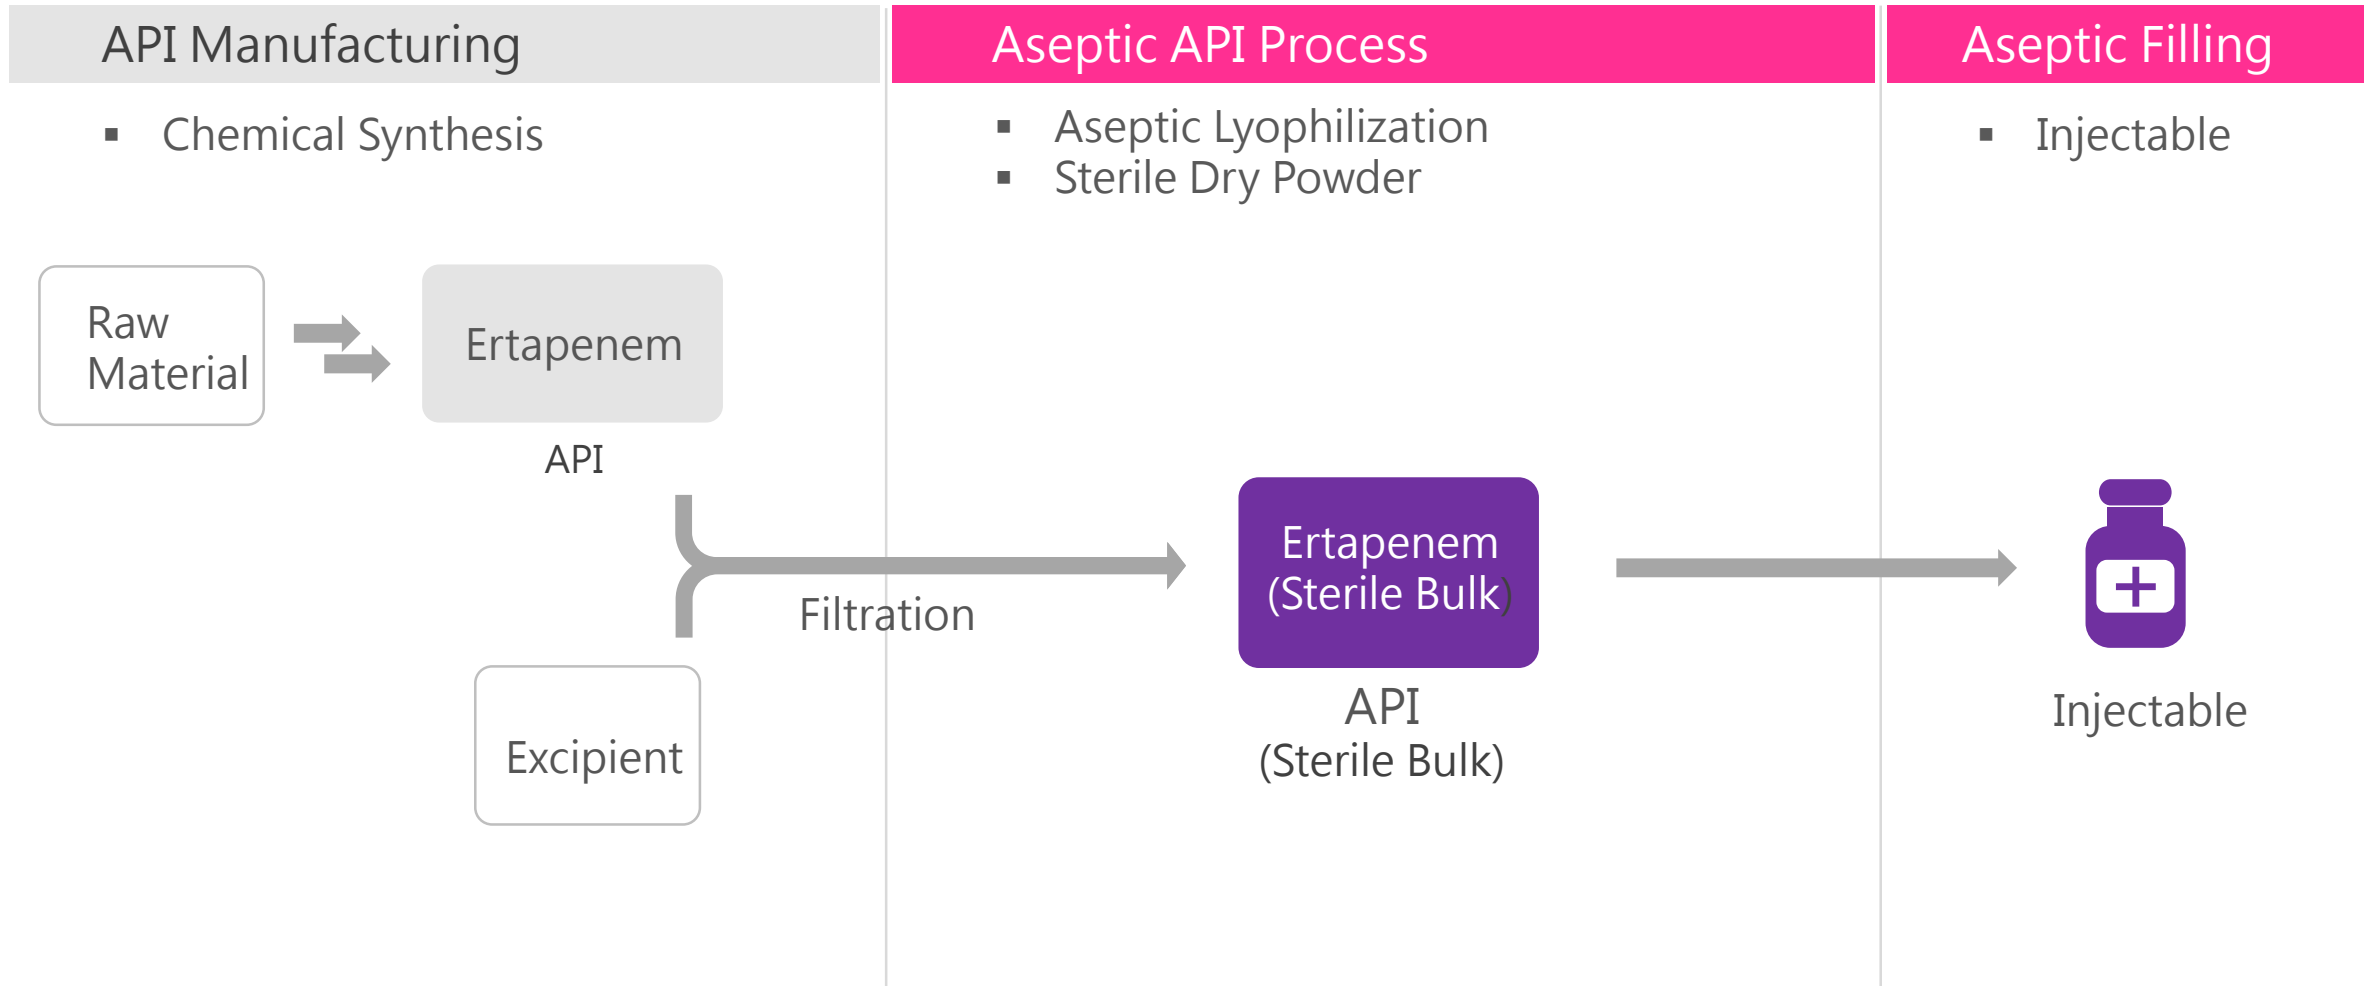 API Manufacturing
Aseptic API Process
Aseptic Filling
▪ Chemical Synthesis
▪ Aseptic Lyophilization
▪ Sterile Dry Powder
▪ Injectable
Raw
Material
Ertapenem
API
Filtration
Excipient
Ertapenem
(Sterile Bulk)
API
(Sterile Bulk)
Injectable